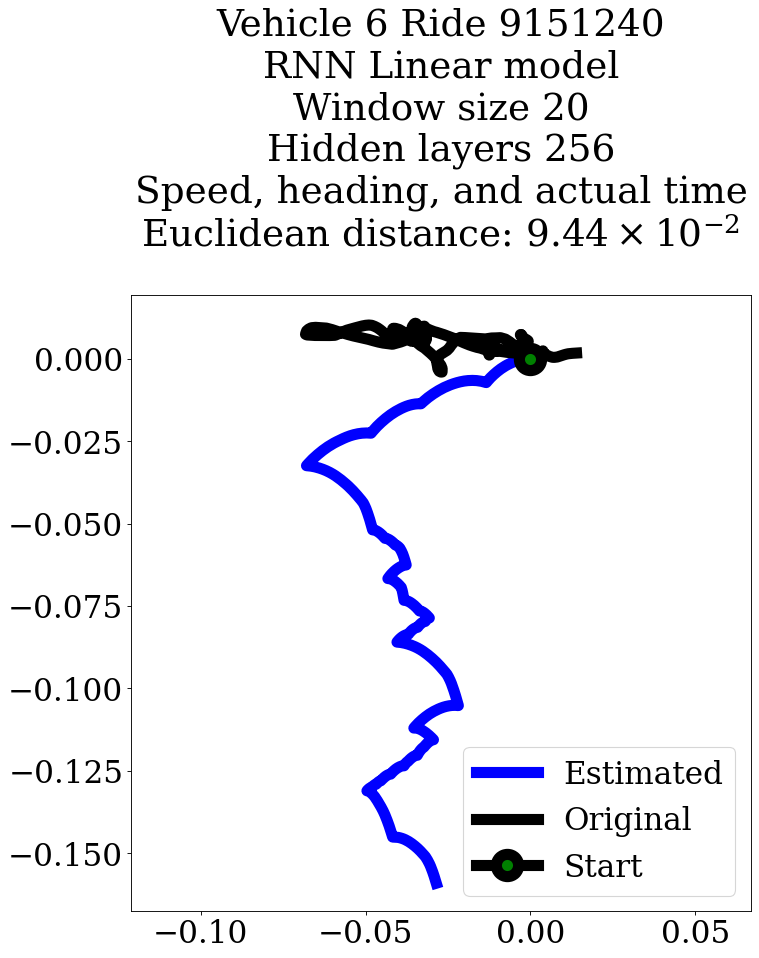 Vehicle 6 Ride 9151240
RNN Linear model
Window size 20
Hidden layers 256
Speed, heading, and actual time
Euclidean distance: 9.44 × 10⁻²
0.000
−0.025
−0.050
−0.075
−0.100
−0.125
−0.150
Estimated
Original
Start
−0.10 −0.05 0.00 0.05